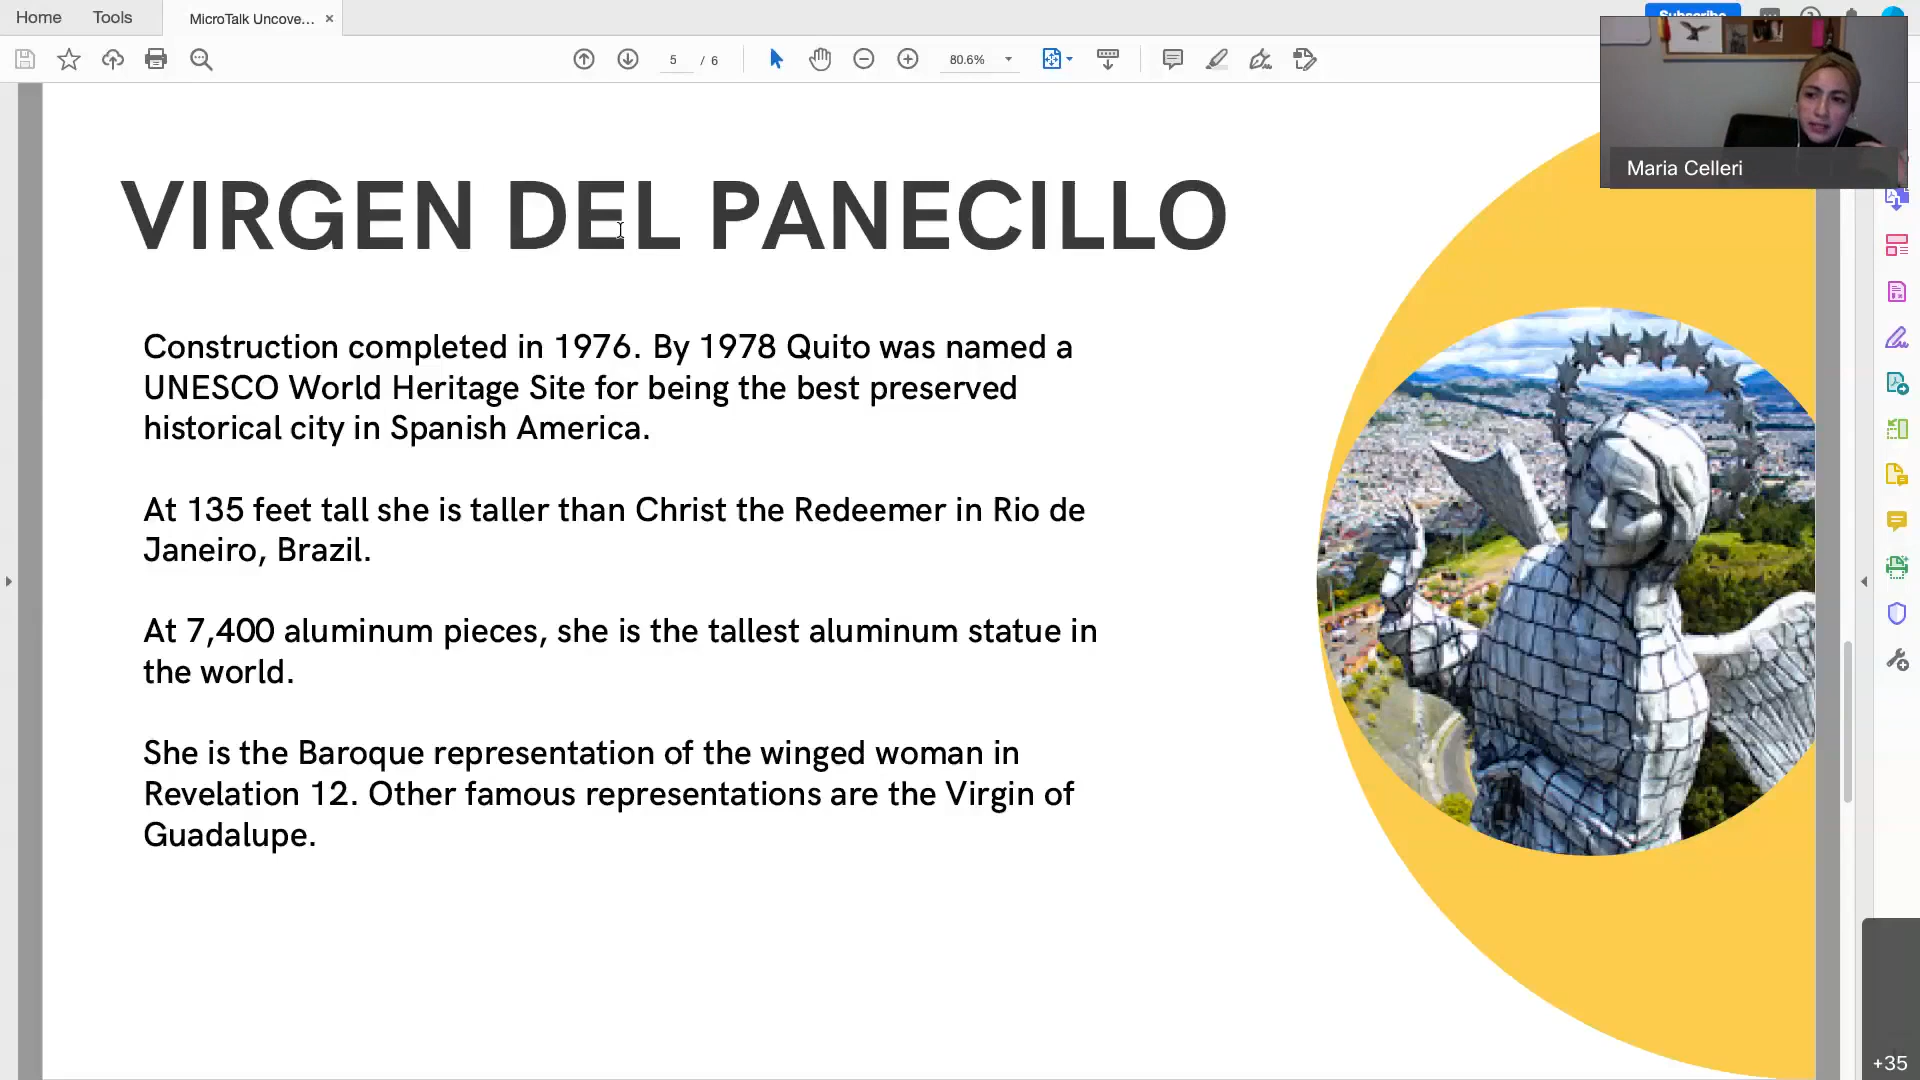 Home
Tools
MicroTalk Uncove...
Subscribe
5 / 6
80.6%
Maria Celleri
VIRGEN DEL PANECILLO
Construction completed in 1976. By 1978 Quito was named a
UNESCO World Heritage Site for being the best preserved
historical city in Spanish America.
At 135 feet tall she is taller than Christ the Redeemer in Rio de
Janeiro, Brazil.
At 7,400 aluminum pieces, she is the tallest aluminum statue in
the world.
She is the Baroque representation of the winged woman in
Revelation 12. Other famous representations are the Virgin of
Guadalupe.
+35